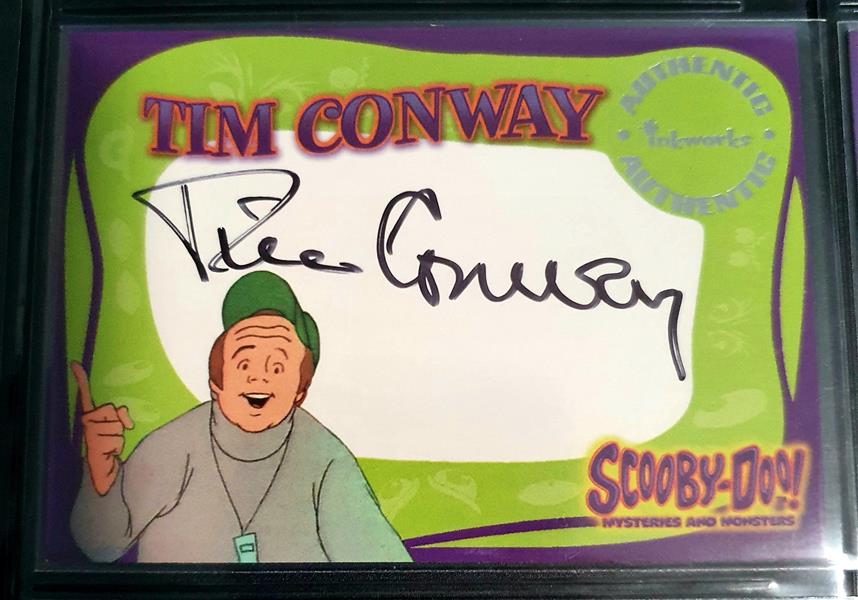 TIM CONWAY
AUTHENTIC
inkworks
AUTHENTIC
Tim Conway
SCOOBY-DOO!
MYSTERIES AND MONSTERS